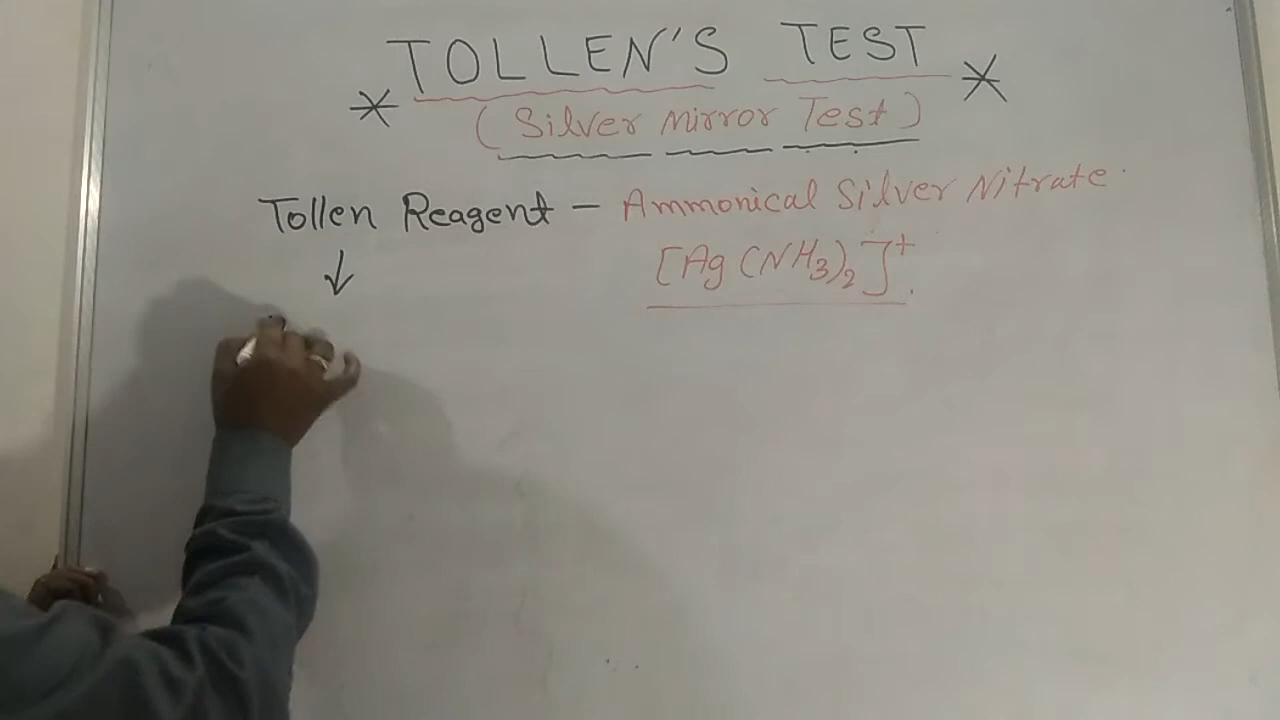 * TOLLEN'S TEST *
(Silver Mirror Test)
Tollen Reagent - Ammonical Silver Nitrate.
↓ [Ag(NH3)2]+.